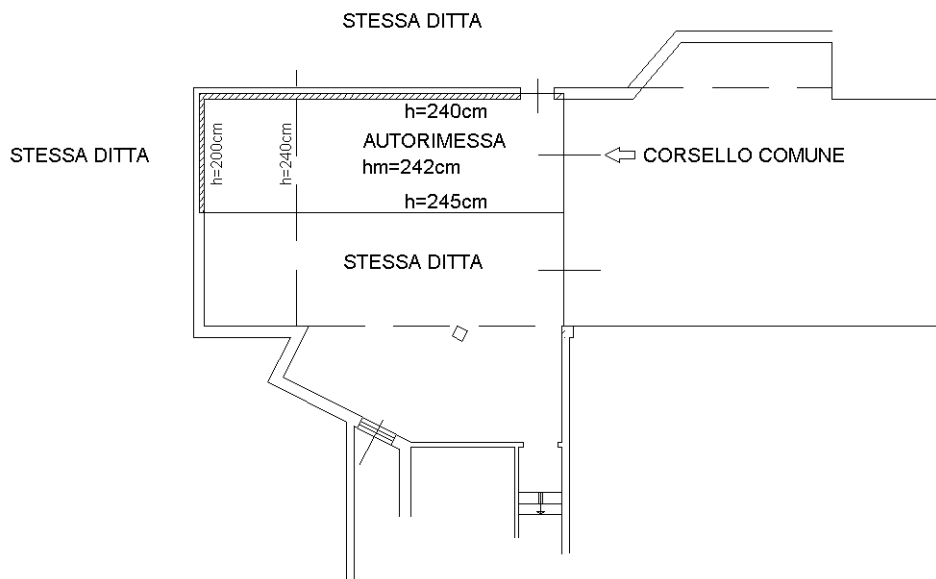 STESSA DITTA
h=240cm
AUTORIMESSA
hm=242cm
h=200cm
h=240cm
STESSA DITTA
CORSELLO COMUNE
h=245cm
STESSA DITTA